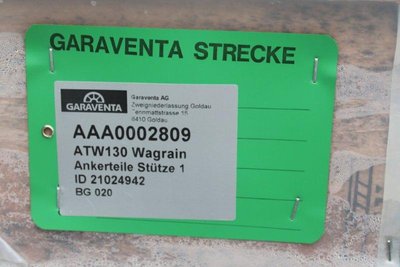 GARAVENTA STRECKE
GARAVENTA
Garaventa AG
Zweigniederlassung Goldau
Tennmattstrasse 15
6410 Goldau
AAA0002809
ATW130 Wagrain
Ankerteile Stütze 1
ID 21024942
BG 020